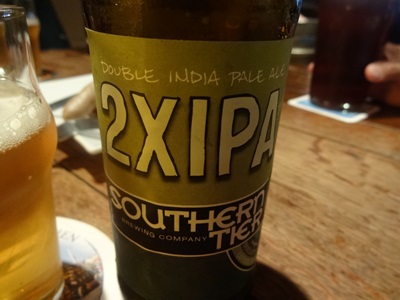 DOUBLE INDIA PALE ALE
2XIPA
SOUTHERN
TIER
BREWING COMPANY